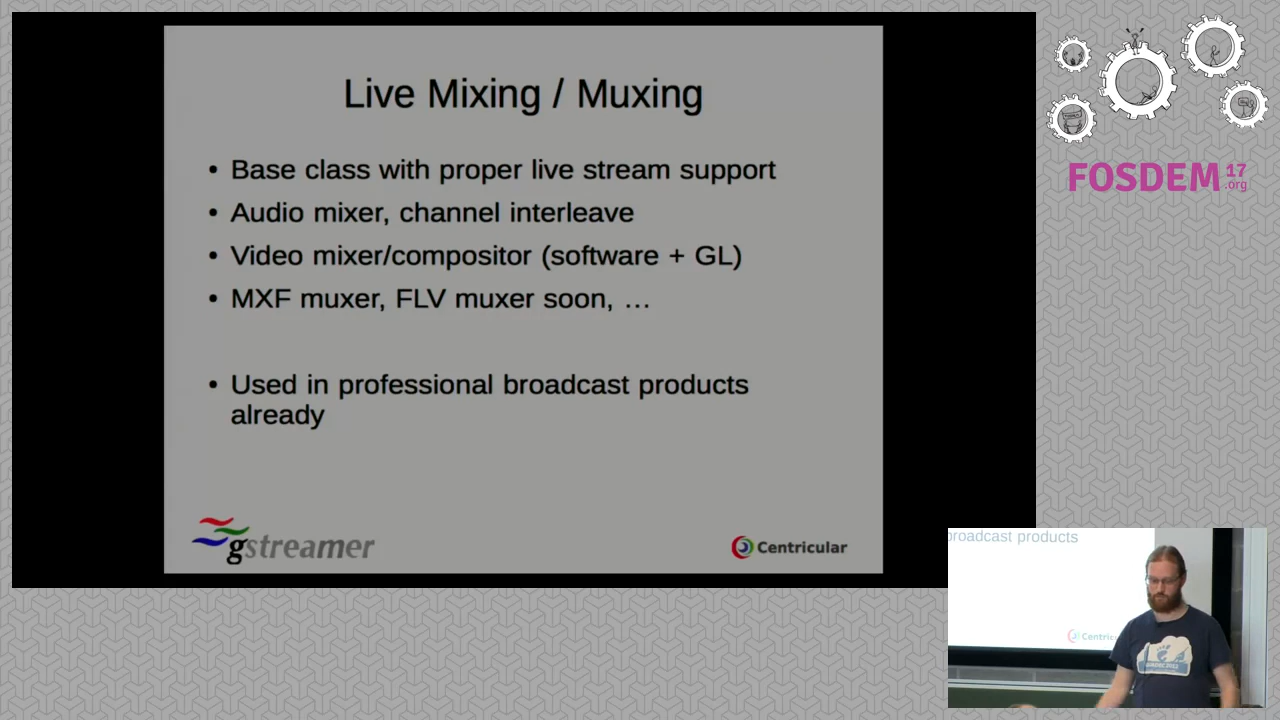 Live Mixing / Muxing
• Base class with proper live stream support
• Audio mixer, channel interleave
• Video mixer/compositor (software + GL)
• MXF muxer, FLV muxer soon, …
• Used in professional broadcast products
already
gstreamer
Centricular
FOSDEM 17
.org
broadcast products
Centric